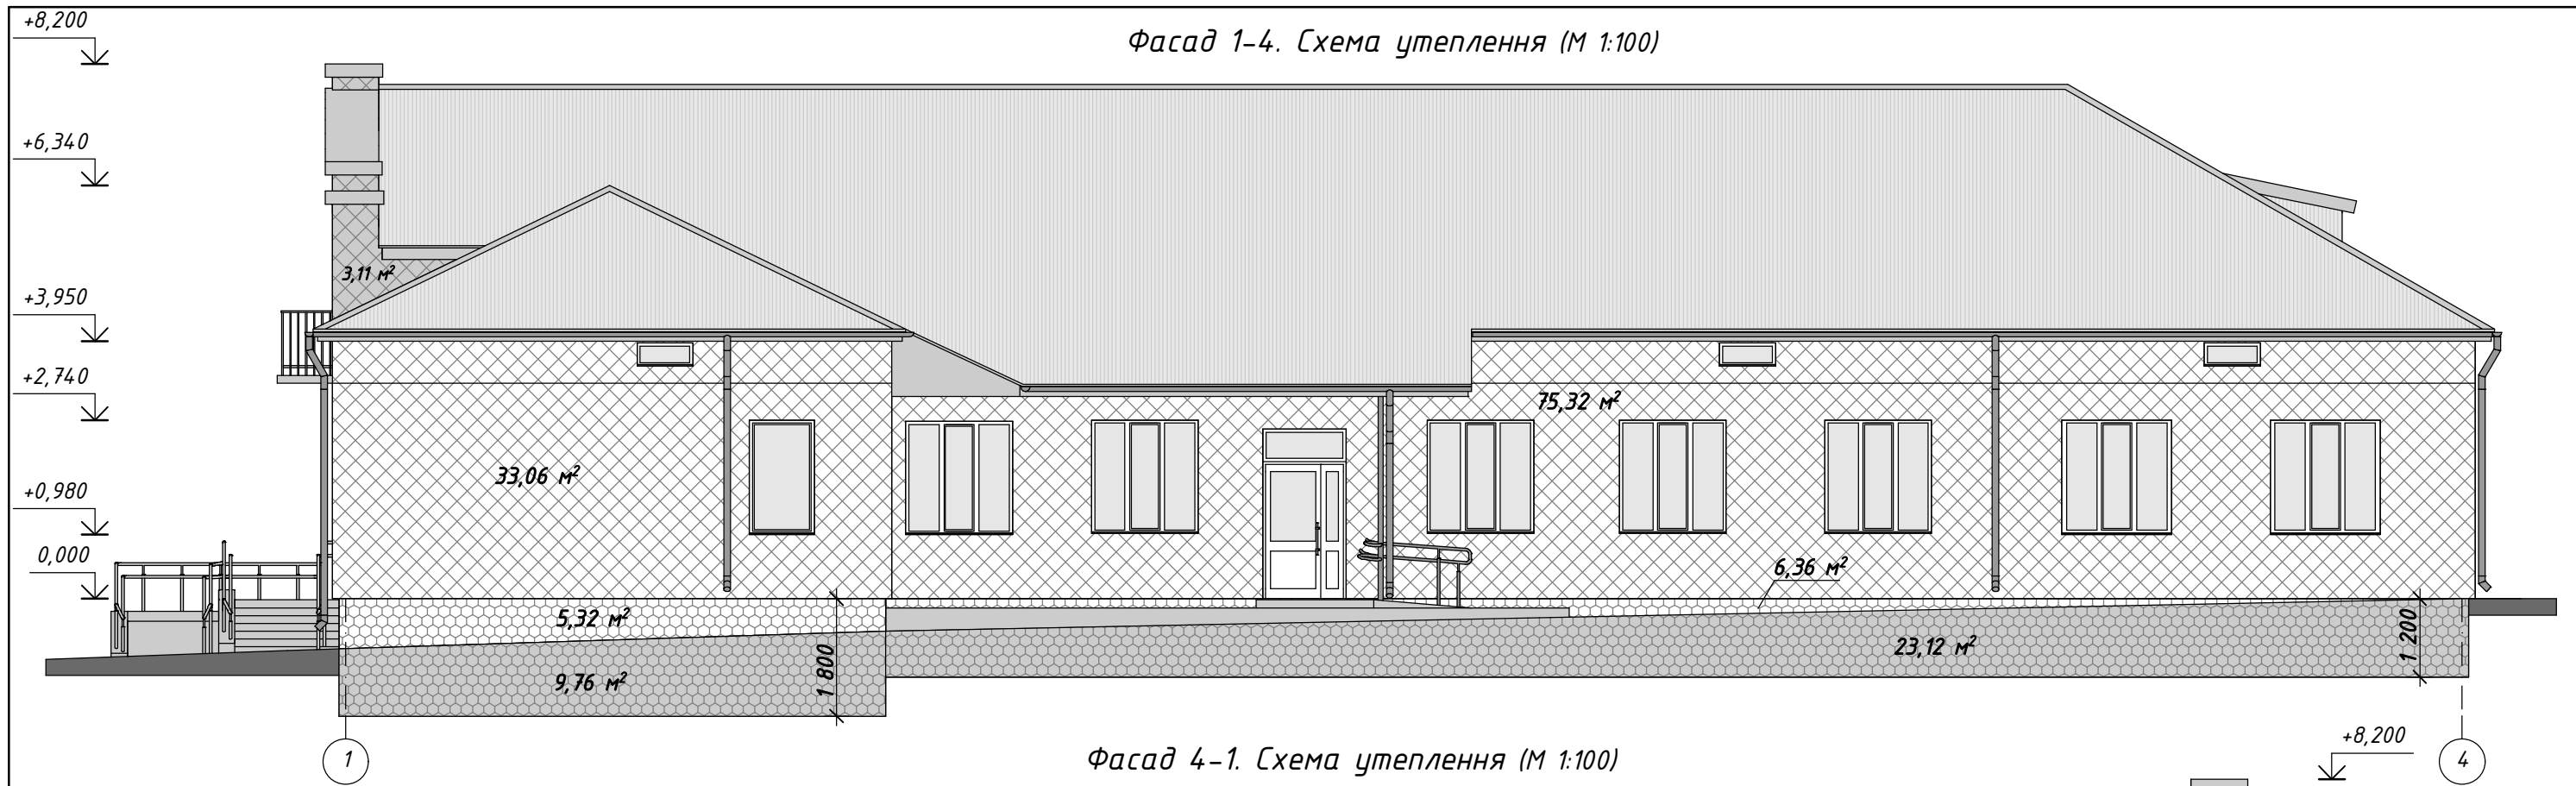 +8,200
Фасад 1-4. Схема утеплення (М 1:100)
+6,340
3,11 м²
+3,950
+2,740
75,32 м²
33,06 м²
+0,980
0,000
6,36 м²
5,32 м²
1 200
23,12 м²
1 800
9,76 м²
+8,200
1
Фасад 4-1. Схема утеплення (М 1:100)
4